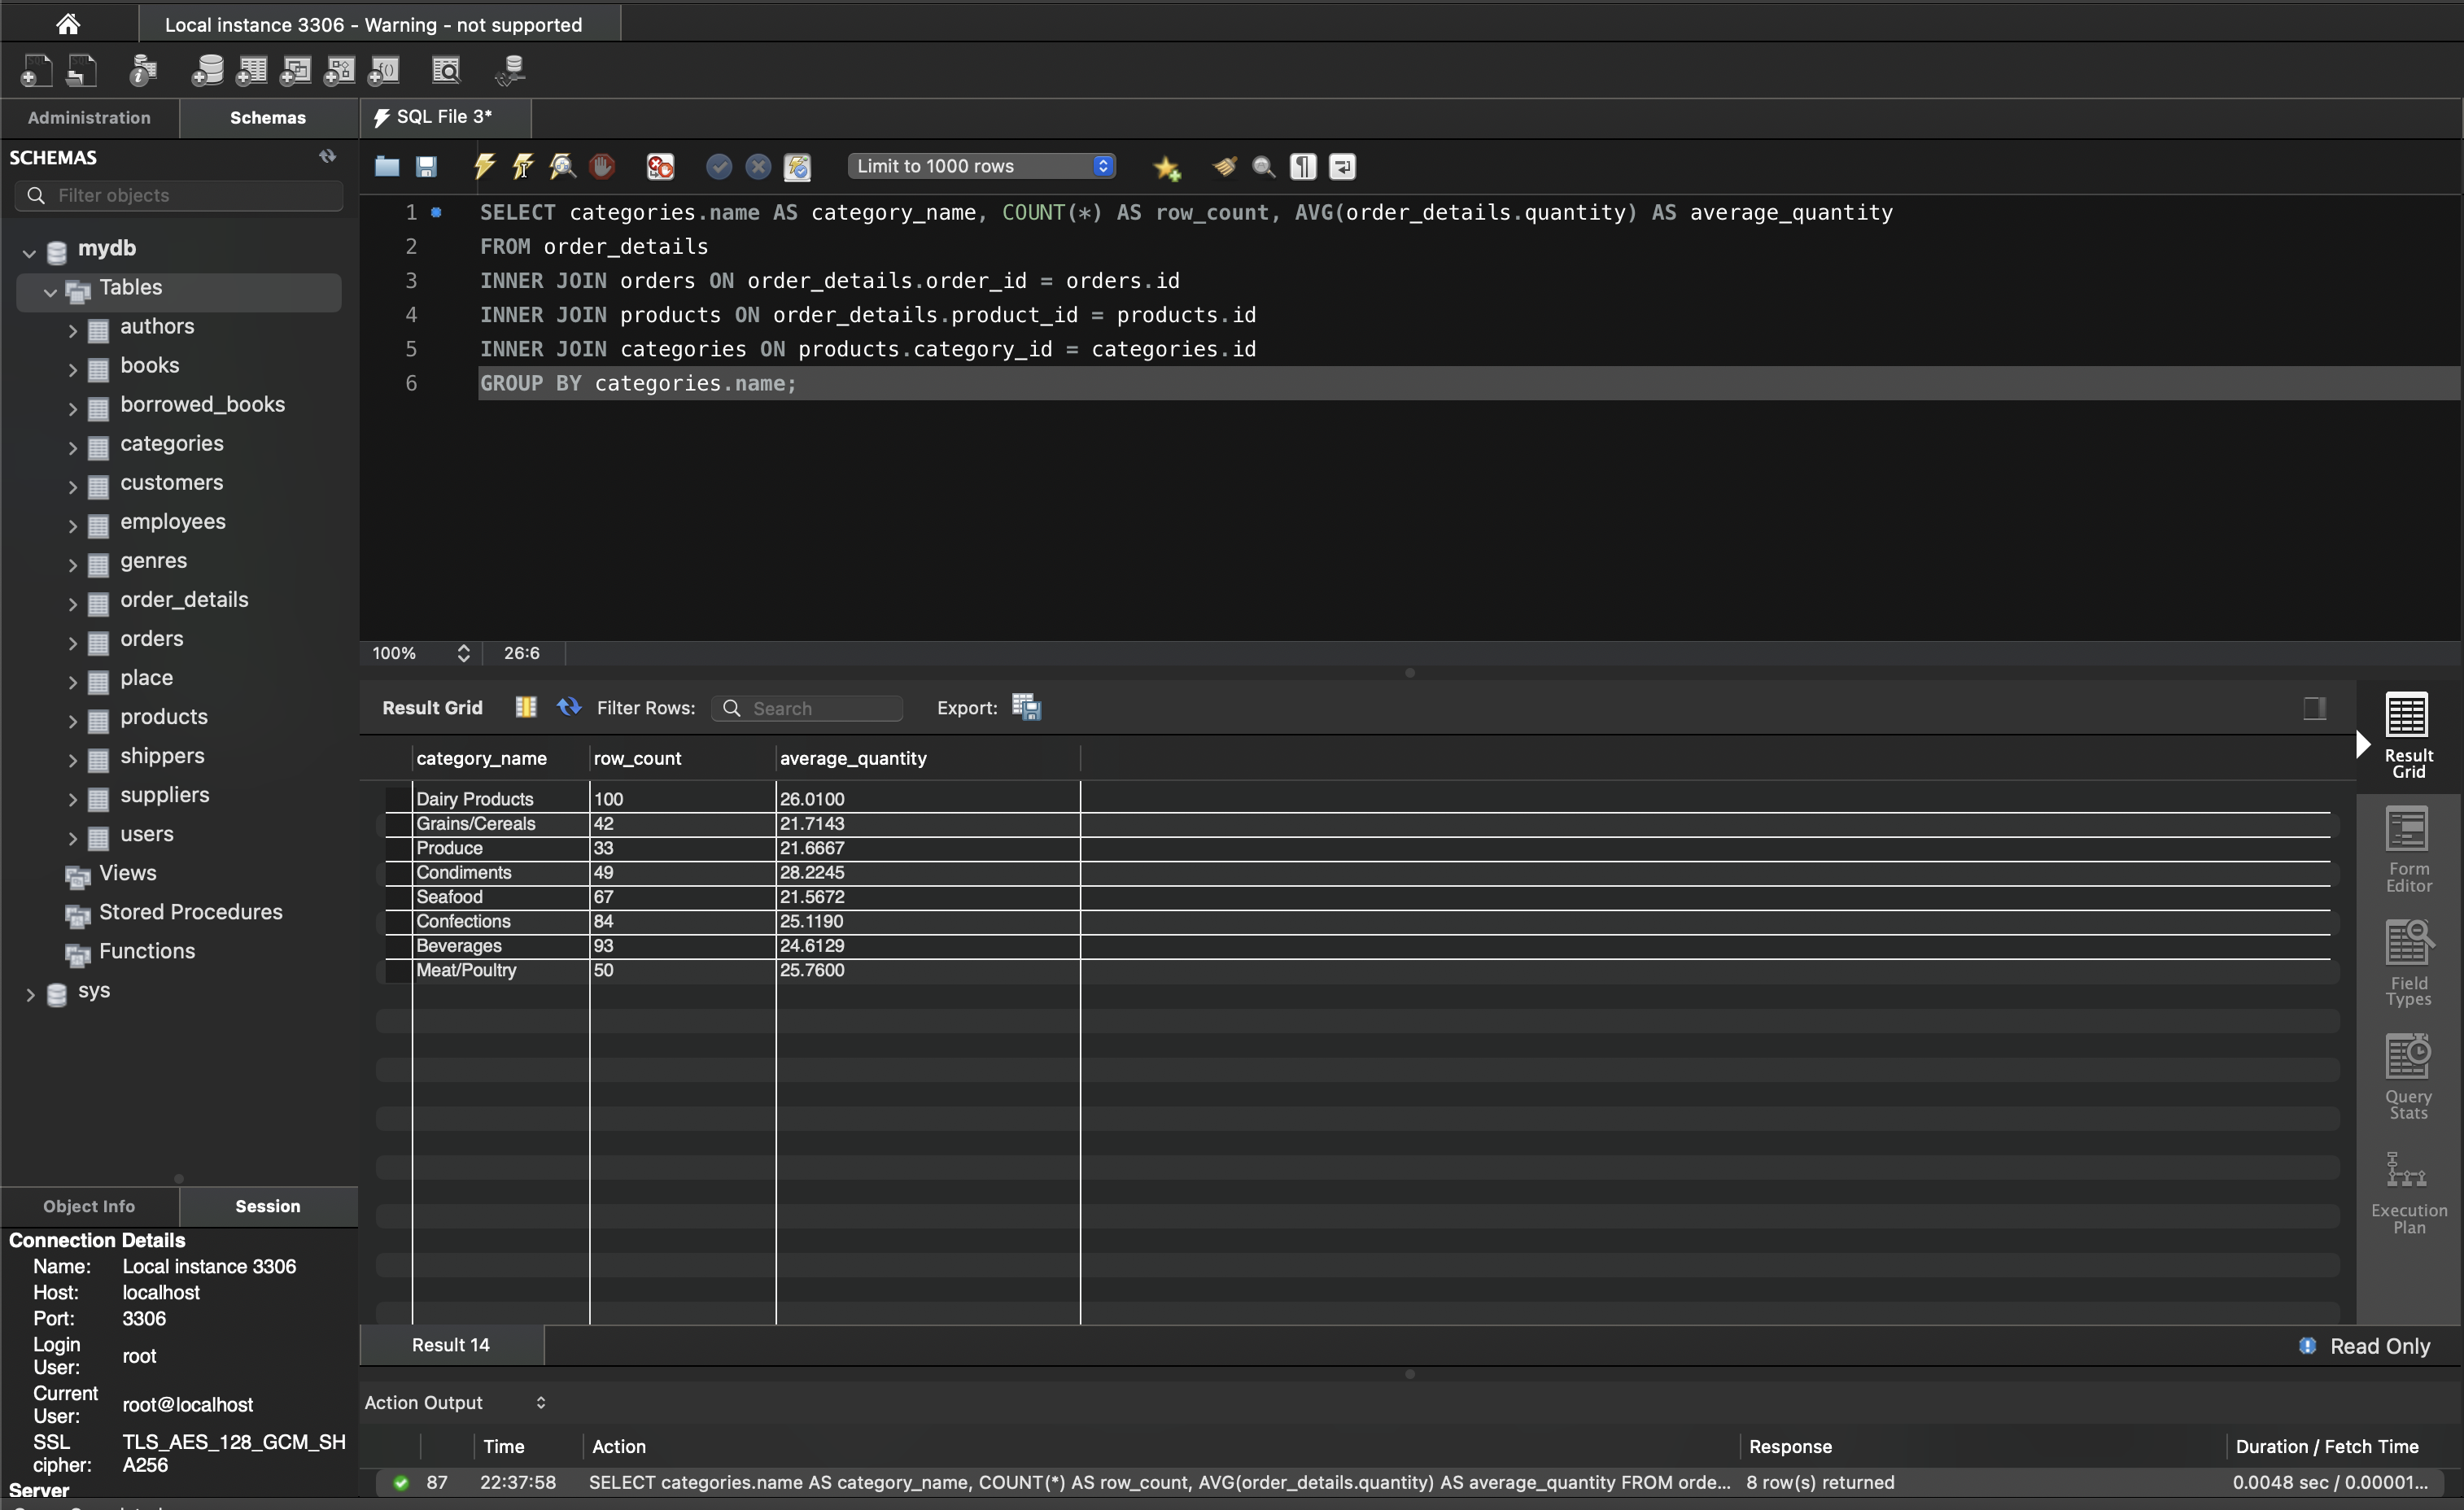 Local instance 3306 - Warning - not supported
Administration
Schemas
SQL File 3*
SCHEMAS
Filter objects
mydb
Tables
authors
books
borrowed_books
categories
customers
employees
genres
order_details
orders
place
products
shippers
suppliers
users
Views
Stored Procedures
Functions
sys
Limit to 1000 rows
1 SELECT categories.name AS category_name, COUNT(*) AS row_count, AVG(order_details.quantity) AS average_quantity
2 FROM order_details
3 INNER JOIN orders ON order_details.order_id = orders.id
4 INNER JOIN products ON order_details.product_id = products.id
5 INNER JOIN categories ON products.category_id = categories.id
6 GROUP BY categories.name;
100% 26:6
Result Grid Filter Rows: Search Export:
category_name row_count average_quantity
Dairy Products 100 26.0100
Grains/Cereals 42 21.7143
Produce 33 21.6667
Condiments 49 28.2245
Seafood 67 21.5672
Confections 84 25.1190
Beverages 93 24.6129
Meat/Poultry 50 25.7600
Result
Grid
Form
Editor
Field
Types
Query
Stats
Execution
Plan
Object Info
Session
Connection Details
Name: Local instance 3306
Host: localhost
Port: 3306
Login
User: root
Current
User: root@localhost
SSL
cipher: TLS_AES_128_GCM_SH
A256
Server
Result 14
Read Only
Action Output
Time Action Response Duration / Fetch Time
87 22:37:58 SELECT categories.name AS category_name, COUNT(*) AS row_count, AVG(order_details.quantity) AS average_quantity FROM orde... 8 row(s) returned 0.0048 sec / 0.00001...